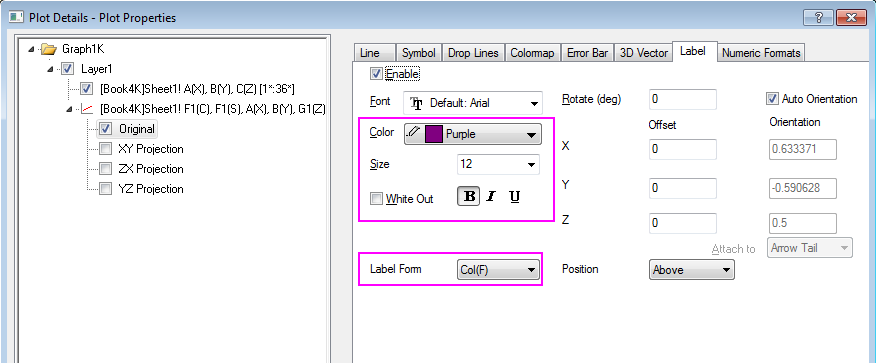 Plot Details - Plot Properties
Graph1K
Layer1
[Book4K]Sheet1! A(X), B(Y), C(Z) [1*:36*]
[Book4K]Sheet1! F1(C), F1(S), A(X), B(Y), G1(Z)
Original
XY Projection
ZX Projection
YZ Projection
Line Symbol Drop Lines Colormap Error Bar 3D Vector Label Numeric Formats
Enable
Font Default: Arial Rotate (deg) 0 Auto Orientation
Color Purple Offset Orientation
X 0 0.633371
Size 12
Y 0 -0.590628
White Out B I U
Z 0 0.5
Attach to Arrow Tail
Label Form Col(F) Position Above